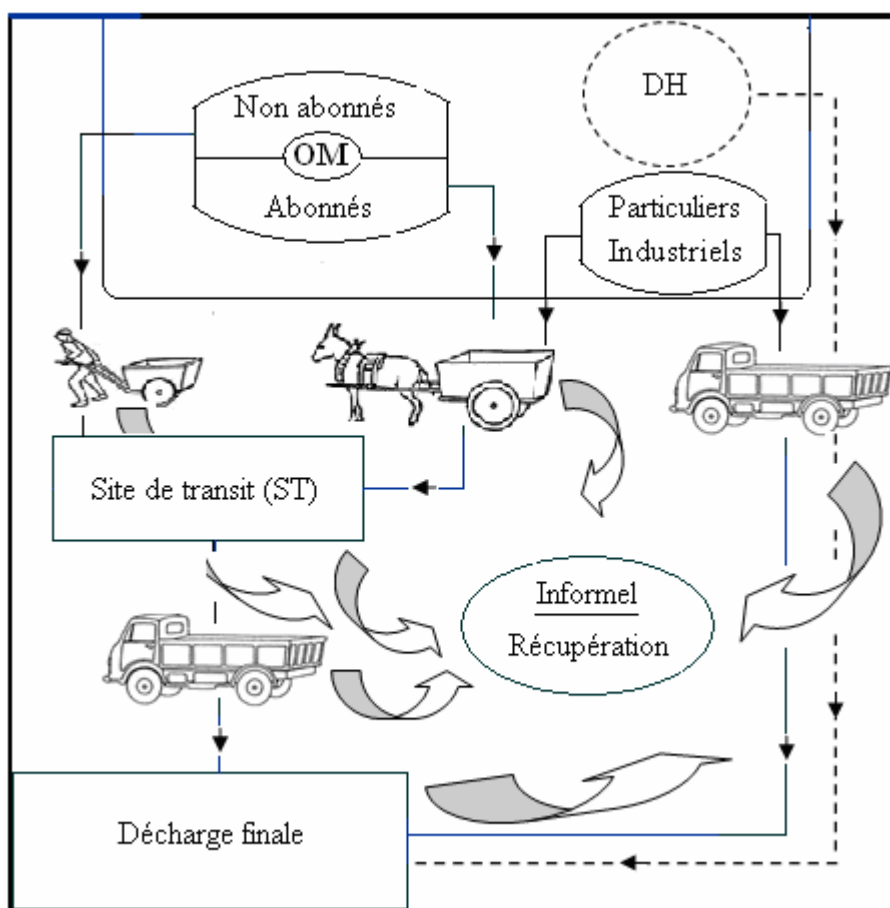 Non abonnés
OM
Abonnés
DH
Particuliers
Industriels
Site de transit (ST)
Informel
Récupération
Décharge finale